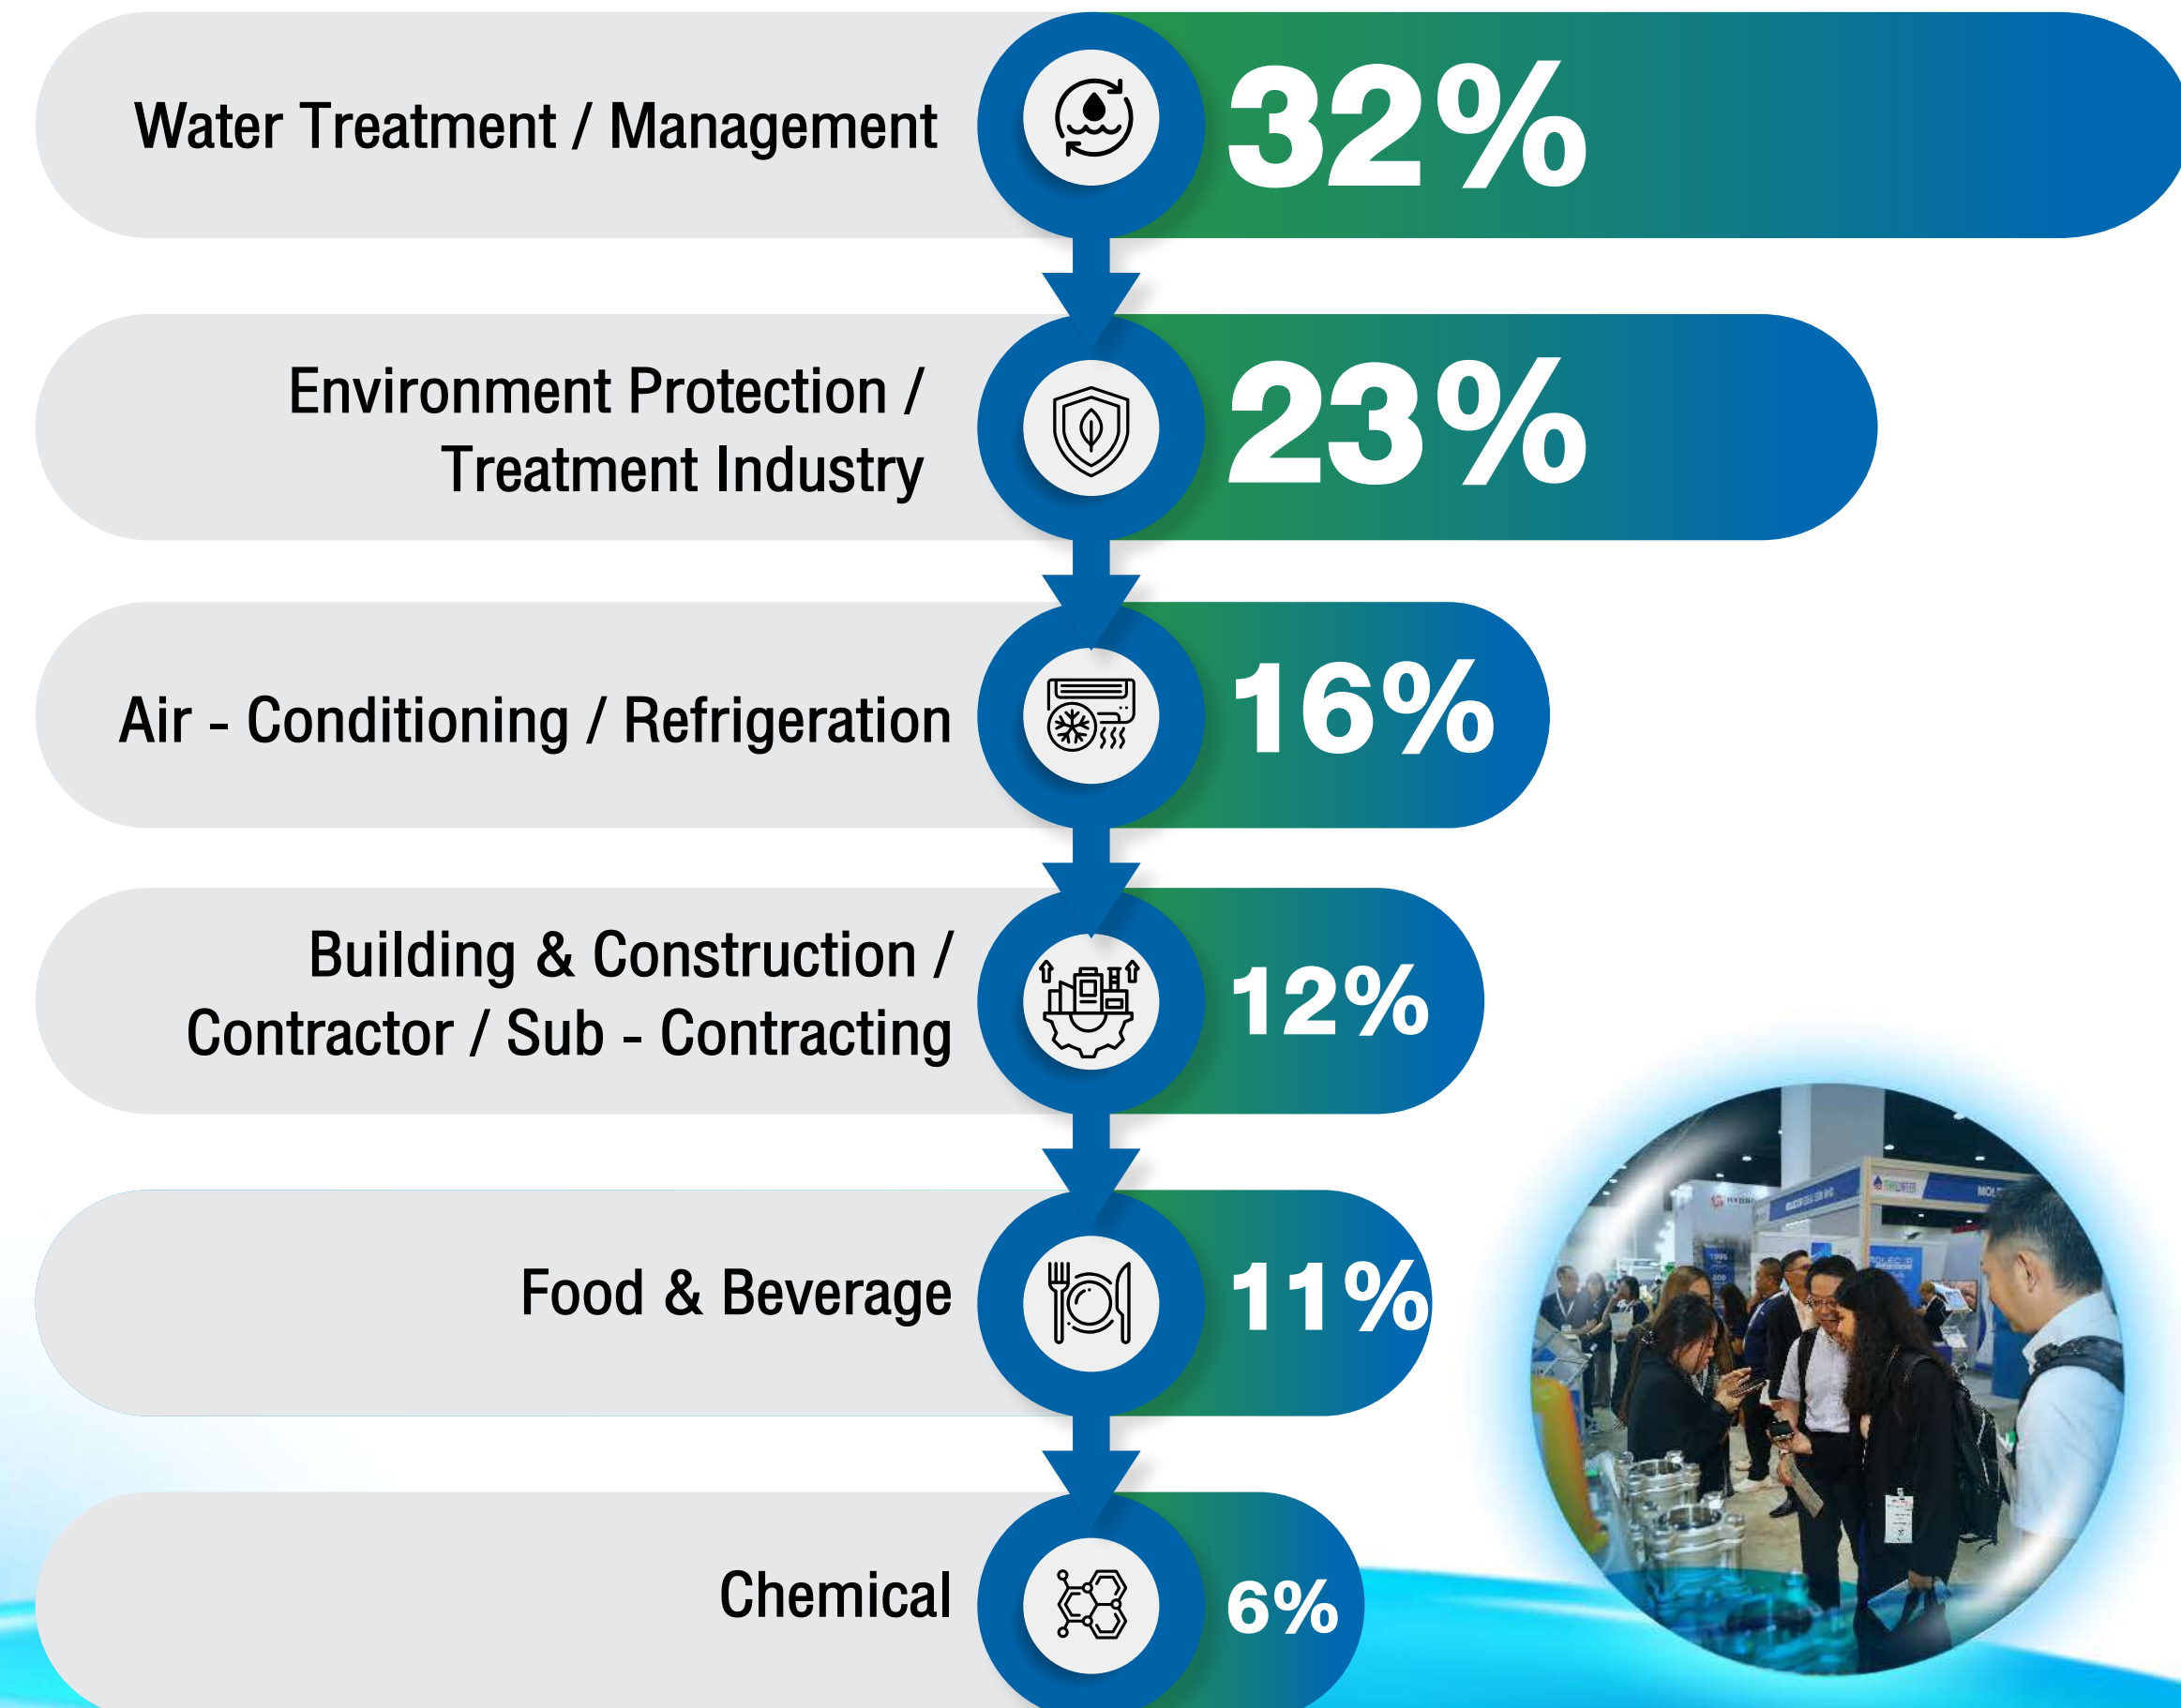 Water Treatment / Management
32%
Environment Protection /
Treatment Industry
23%
Air - Conditioning / Refrigeration
16%
Building & Construction /
Contractor / Sub - Contracting
12%
Food & Beverage
11%
Chemical
6%